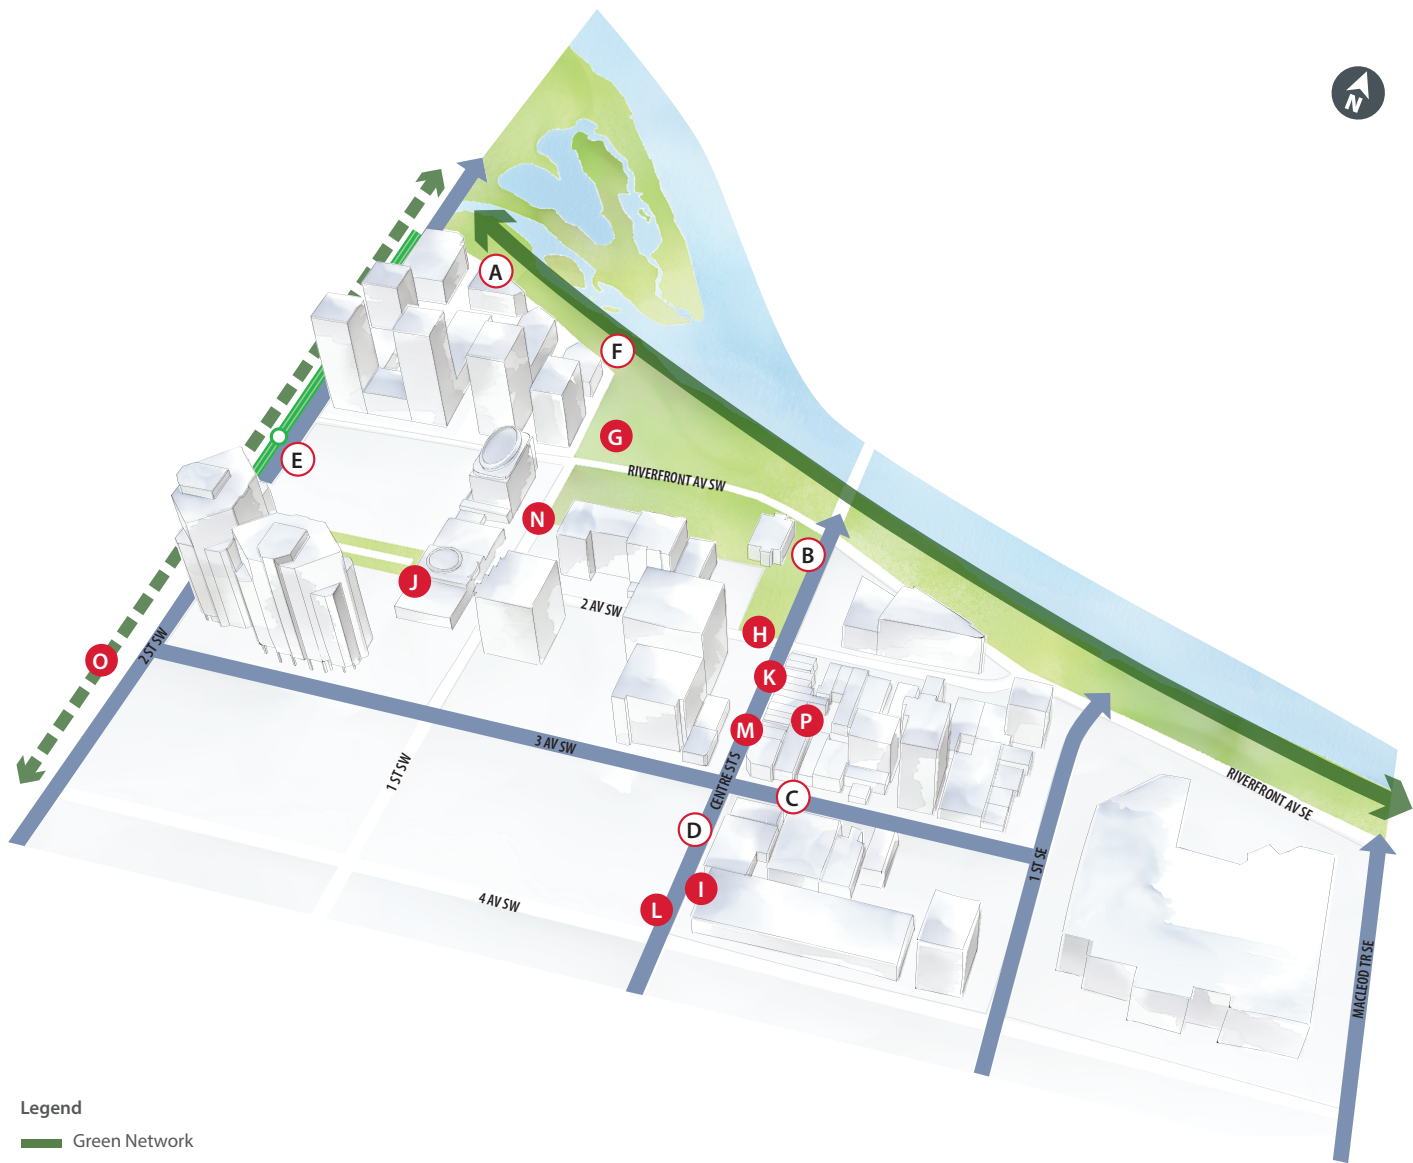 N
A
F
G
E
RIVERFRONT AV SW
N
B
J
2 AV SW
H
O
2 ST SW
K
P
M
3 AV SW
1 ST SW
CENTRE ST S
C
RIVERFRONT AV SE
D
1 ST SE
I
L
4 AV SW
MACLEOD TR SE
Legend
Green Network